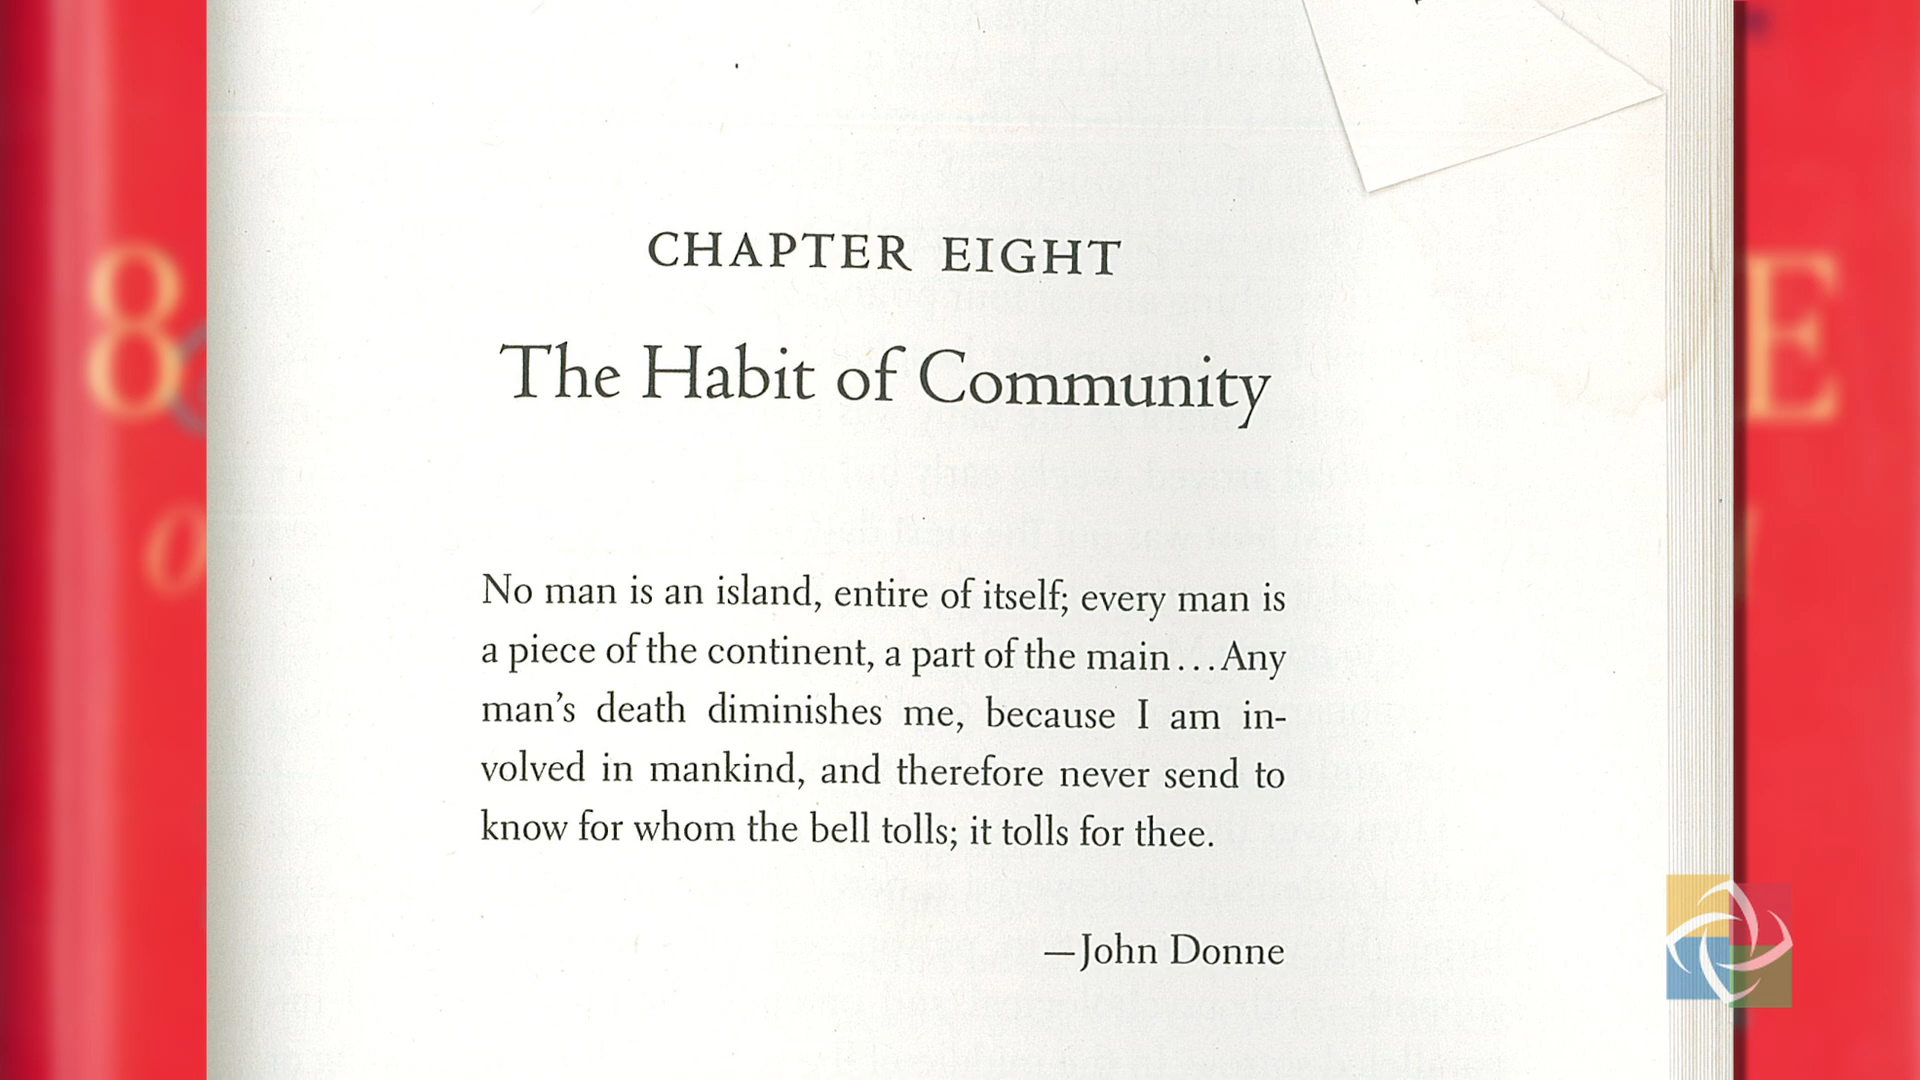 CHAPTER EIGHT
The Habit of Community
No man is an island, entire of itself; every man is
a piece of the continent, a part of the main...Any
man's death diminishes me, because I am in-
volved in mankind, and therefore never send to
know for whom the bell tolls; it tolls for thee.
—John Donne
8
E